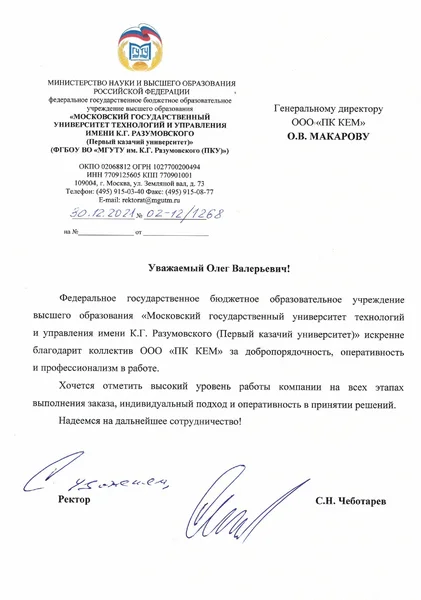 МИНИСТЕРСТВО НАУКИ И ВЫСШЕГО ОБРАЗОВАНИЯ
РОССИЙСКОЙ ФЕДЕРАЦИИ
федеральное государственное бюджетное образовательное
учреждение высшего образования
«МОСКОВСКИЙ ГОСУДАРСТВЕННЫЙ
УНИВЕРСИТЕТ ТЕХНОЛОГИЙ И УПРАВЛЕНИЯ
ИМЕНИ К.Г. РАЗУМОВСКОГО
(Первый казачий университет)»
(ФГБОУ ВО «МГУТУ им. К.Г. Разумовского (ПКУ)»)
ОКПО 02068812 ОГРН 1027700200494
ИНН 7709125605 КПП 770901001
109004, г. Москва, ул. Земляной вал, д. 73
Телефон: (495) 915-03-40 Факс: (495) 915-08-77
E-mail: rektorat@mgutm.ru
30.12.2021 № 02-12/1268
на № от
Генеральному директору
ООО «ПК КЕМ»
О.В. МАКАРОВУ
Уважаемый Олег Валерьевич!
Федеральное государственное бюджетное образовательное учреждение
высшего образования «Московский государственный университет технологий
и управления имени К.Г. Разумовского (Первый казачий университет)» искренне
благодарит коллектив ООО «ПК КЕМ» за добропорядочность, оперативность
и профессионализм в работе.
Хочется отметить высокий уровень работы компании на всех этапах
выполнения заказа, индивидуальный подход и оперативность в принятии решений.
Надеемся на дальнейшее сотрудничество!
С уважением,
Ректор
С.Н. Чеботарев